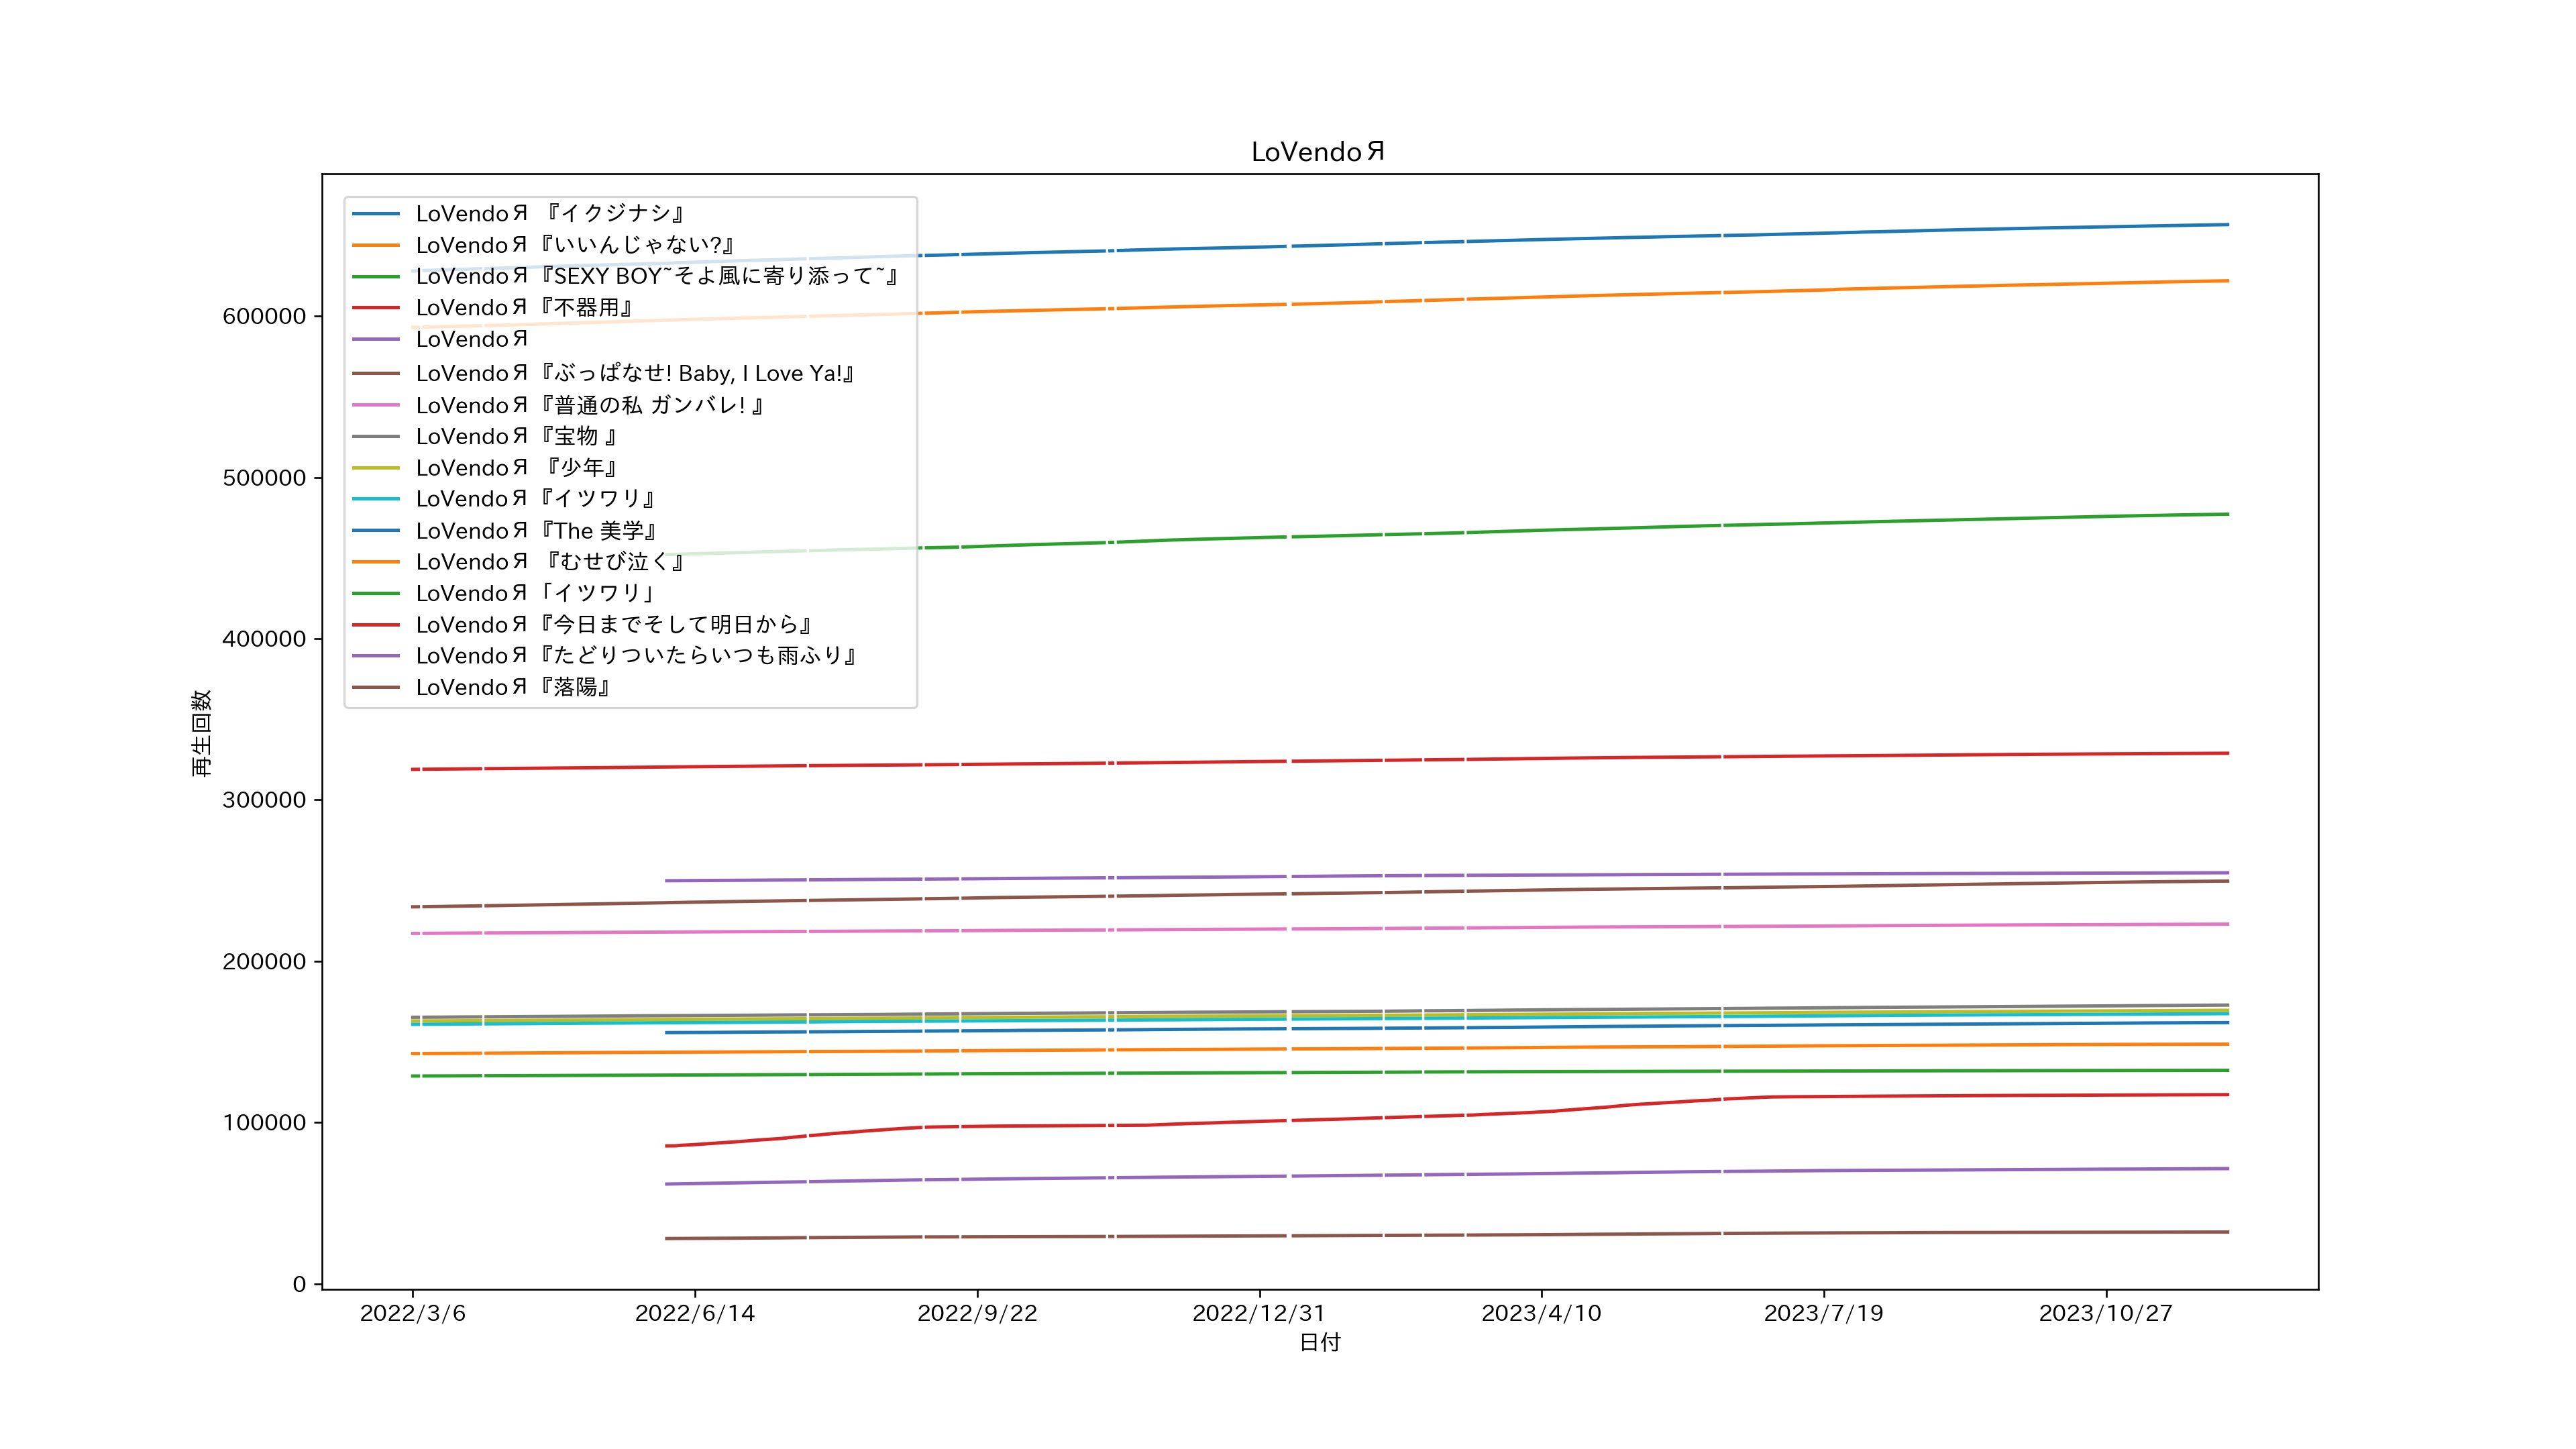 LoVendoЯ
LoVendoЯ 『イクジナシ』
LoVendoЯ『いいんじゃない?』
LoVendoЯ『SEXY BOY~そよ風に寄り添って~』
LoVendoЯ『不器用』
LoVendoЯ
LoVendoЯ『ぶっぱなせ! Baby, I Love Ya!』
LoVendoЯ『普通の私 ガンバレ! 』
LoVendoЯ『宝物 』
LoVendoЯ 『少年』
LoVendoЯ『イツワリ』
LoVendoЯ『The 美学』
LoVendoЯ 『むせび泣く』
LoVendoЯ「イツワリ」
LoVendoЯ『今日までそして明日から』
LoVendoЯ『たどりついたらいつも雨ふり』
LoVendoЯ『落陽』
再生回数
600000
500000
400000
300000
200000
100000
0
2022/3/6
2022/6/14
2022/9/22
2022/12/31
2023/4/10
2023/7/19
2023/10/27
日付